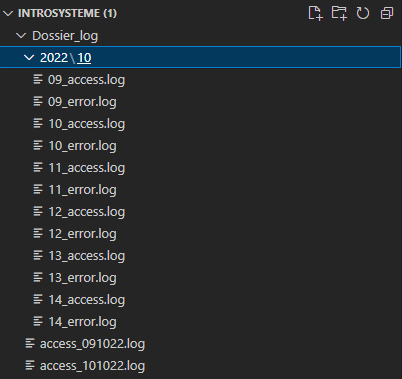 INTROSYSTEME (1)
Dossier_log
2022\10
09_access.log
09_error.log
10_access.log
10_error.log
11_access.log
11_error.log
12_access.log
12_error.log
13_access.log
13_error.log
14_access.log
14_error.log
access_091022.log
access_101022.log